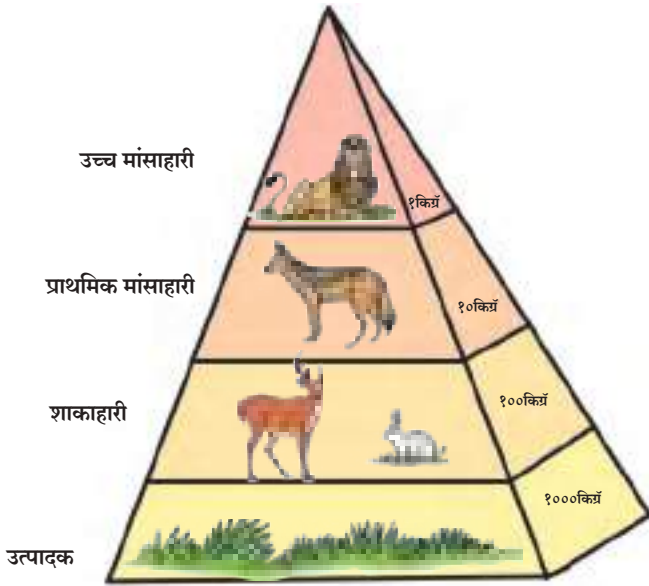 उच्च मांसाहारी
१किग्रॅ
प्राथमिक मांसाहारी
१०किग्रॅ
शाकाहारी
१००किग्रॅ
१०००किग्रॅ
उत्पादक